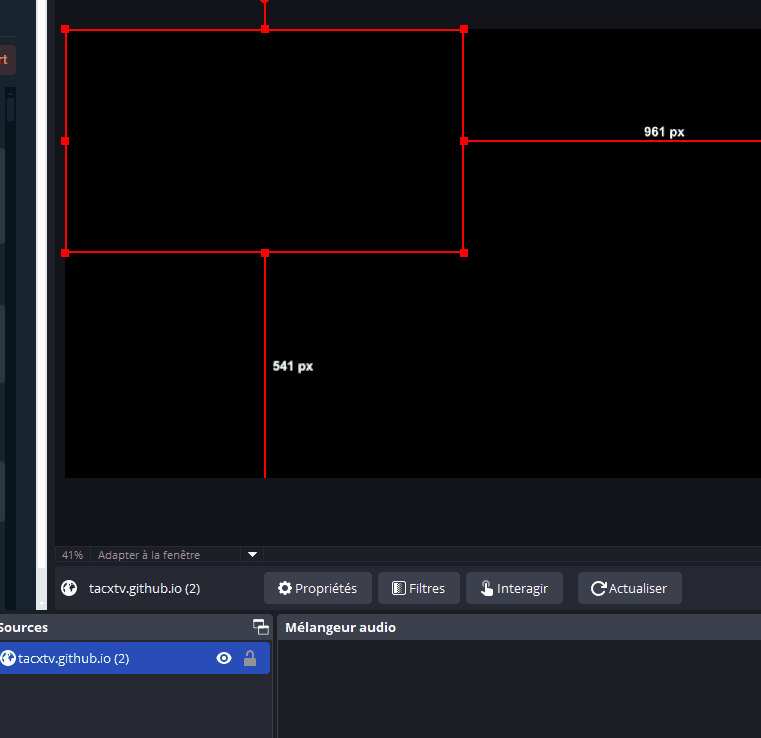 rt
961 px
541 px
41% Adapter à la fenêtre
tacxtv.github.io (2) Propriétés Filtres Interagir Actualiser
Sources Mélangeur audio
tacxtv.github.io (2)